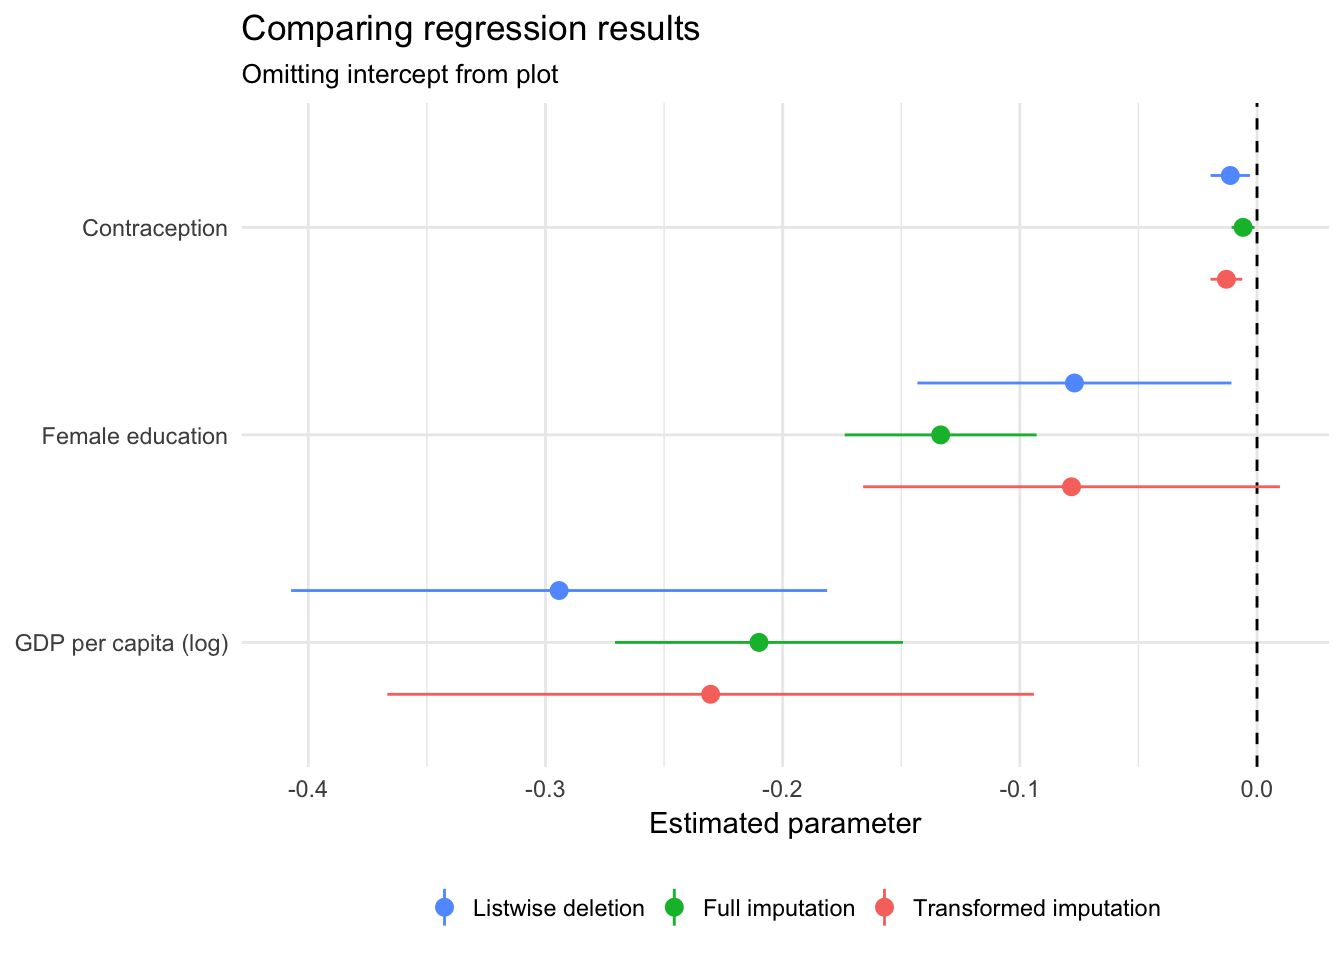 Comparing regression results
Omitting intercept from plot
Contraception
Female education
GDP per capita (log)
-0.4 -0.3 -0.2 -0.1 0.0
Estimated parameter
Listwise deletion Full imputation Transformed imputation